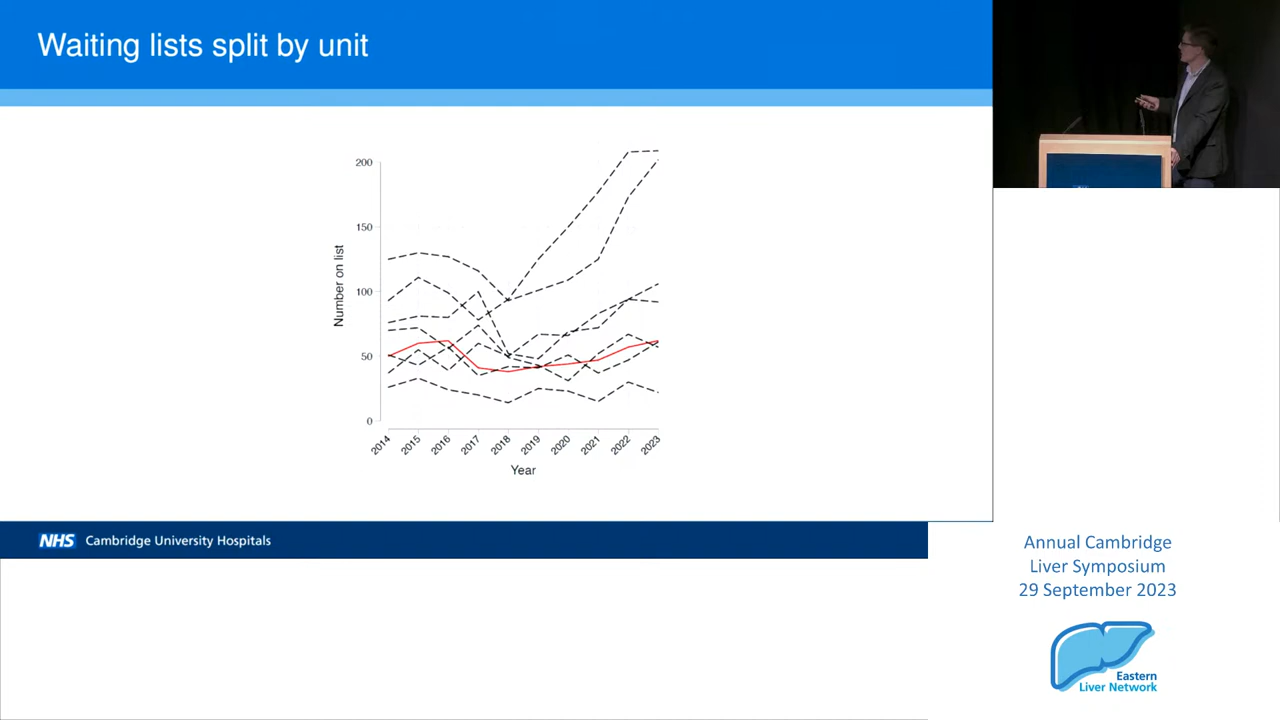 Waiting lists split by unit
200
150
100
50
0
Number on list
2014
2015
2016
2017
2018
2019
2020
2021
2022
2023
Year
NHS Cambridge University Hospitals
Annual Cambridge
Liver Symposium
29 September 2023
Eastern
Liver Network